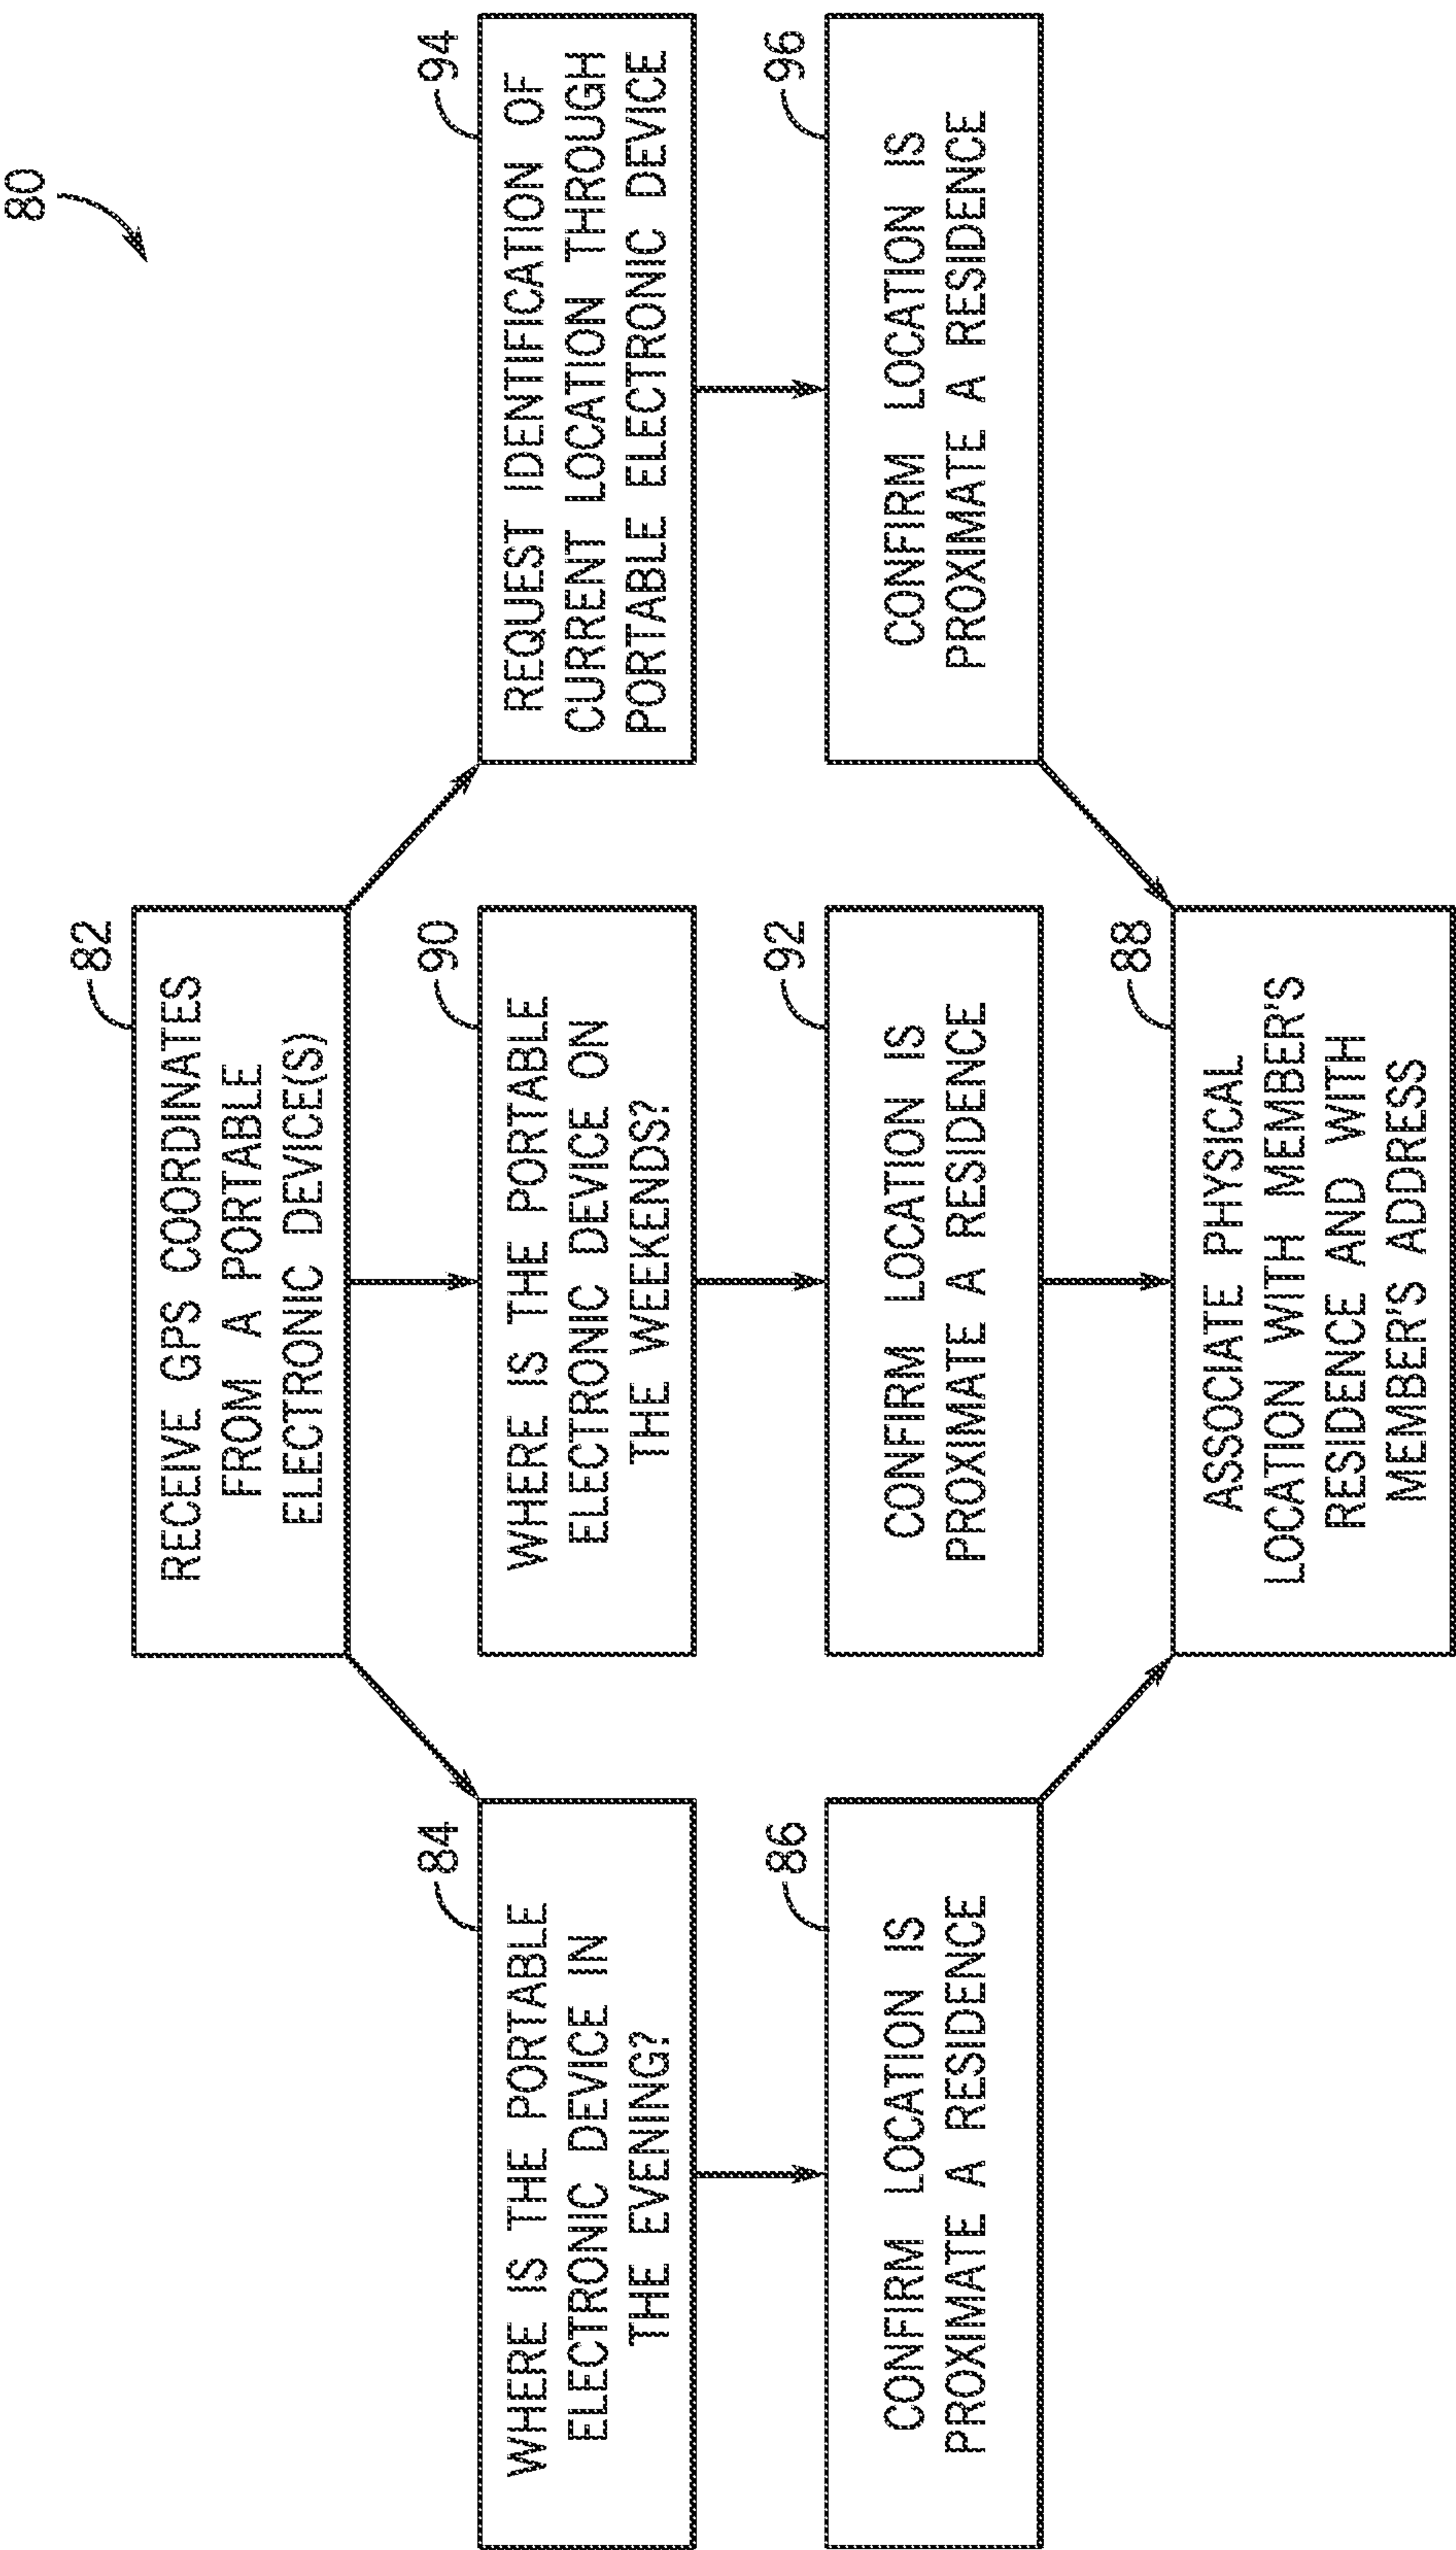 80
82
RECEIVE GPS COORDINATES
FROM A PORTABLE
ELECTRONIC DEVICE(S)
84
WHERE IS THE PORTABLE
ELECTRONIC DEVICE IN
THE EVENING?
90
WHERE IS THE PORTABLE
ELECTRONIC DEVICE ON
THE WEEKENDS?
94
REQUEST IDENTIFICATION OF
CURRENT LOCATION THROUGH
PORTABLE ELECTRONIC DEVICE
86
CONFIRM LOCATION IS
PROXIMATE A RESIDENCE
92
CONFIRM LOCATION IS
PROXIMATE A RESIDENCE
96
CONFIRM LOCATION IS
PROXIMATE A RESIDENCE
88
ASSOCIATE PHYSICAL
LOCATION WITH MEMBER'S
RESIDENCE AND WITH
MEMBER'S ADDRESS